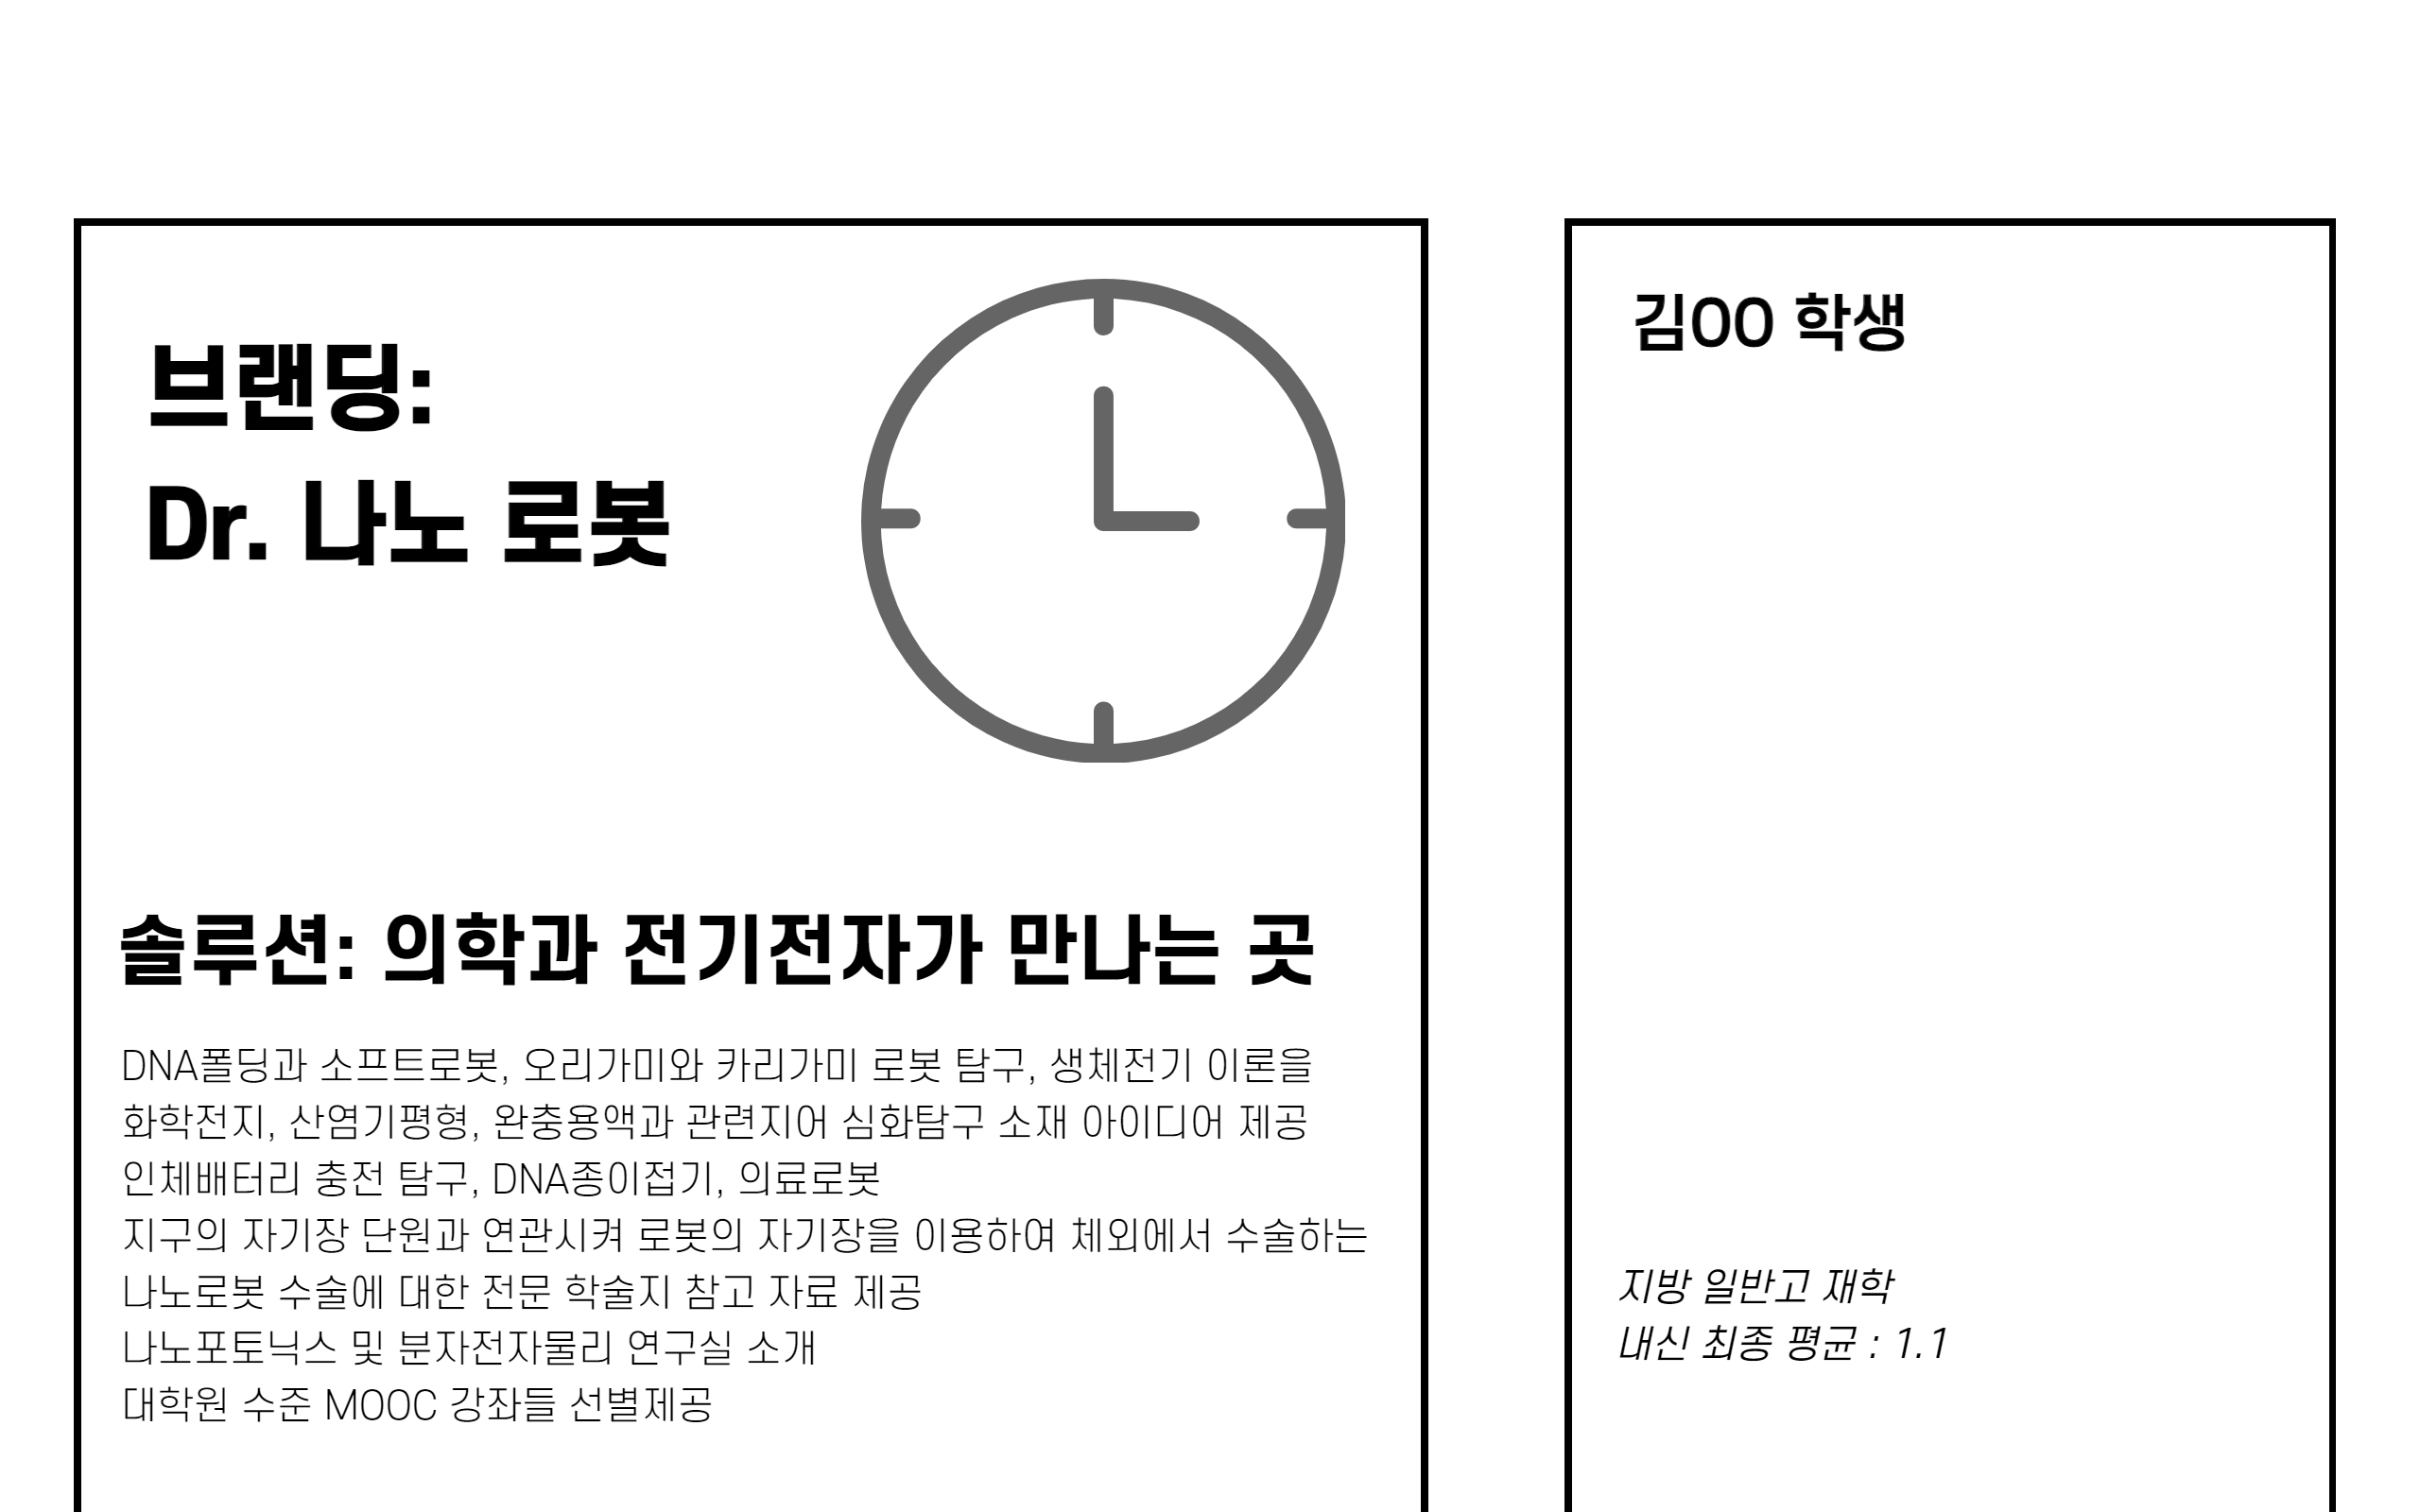 브랜딩:
Dr. 나노 로봇
솔루션: 의학과 전기전자가 만나는 곳
DNA폴딩과 소프트로봇, 오리가미와 카리가미 로봇 탐구, 생체전기 이론을
화학전지, 산염기평형, 완충용액과 관련지어 심화탐구 소재 아이디어 제공
인체배터리 충전 탐구, DNA종이접기, 의료로봇
지구의 자기장 단원과 연관시켜 로봇의 자기장을 이용하여 체외에서 수술하는
나노로봇 수술에 대한 전문 학술지 참고 자료 제공
나노포토닉스 및 분자전자물리 연구실 소개
대학원 수준 MOOC 강좌들 선별제공
김OO 학생
지방 일반고 재학
내신 최종 평균 : 1.1